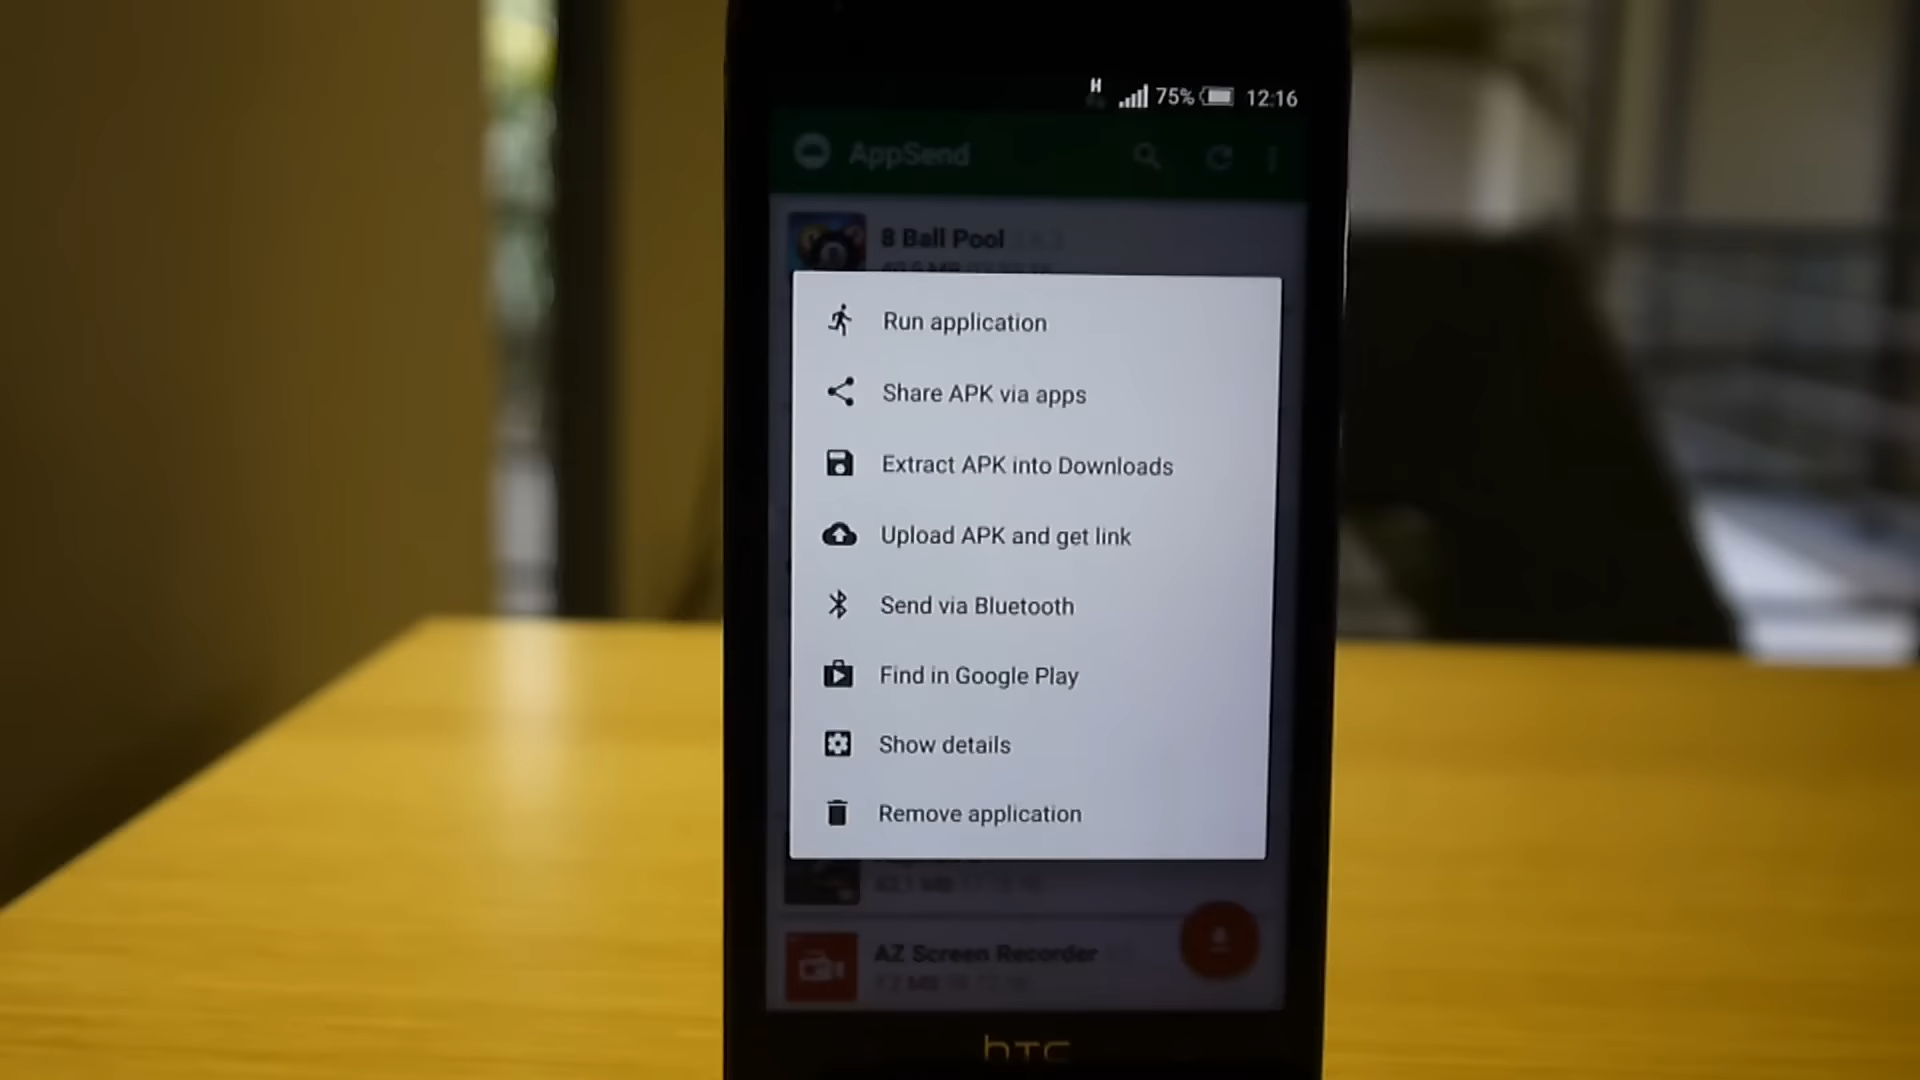 H 75% 12:16
AppSend
8 Ball Pool
Run application
Share APK via apps
Extract APK into Downloads
Upload APK and get link
Send via Bluetooth
Find in Google Play
Show details
Remove application
AZ Screen Recorder
hTC